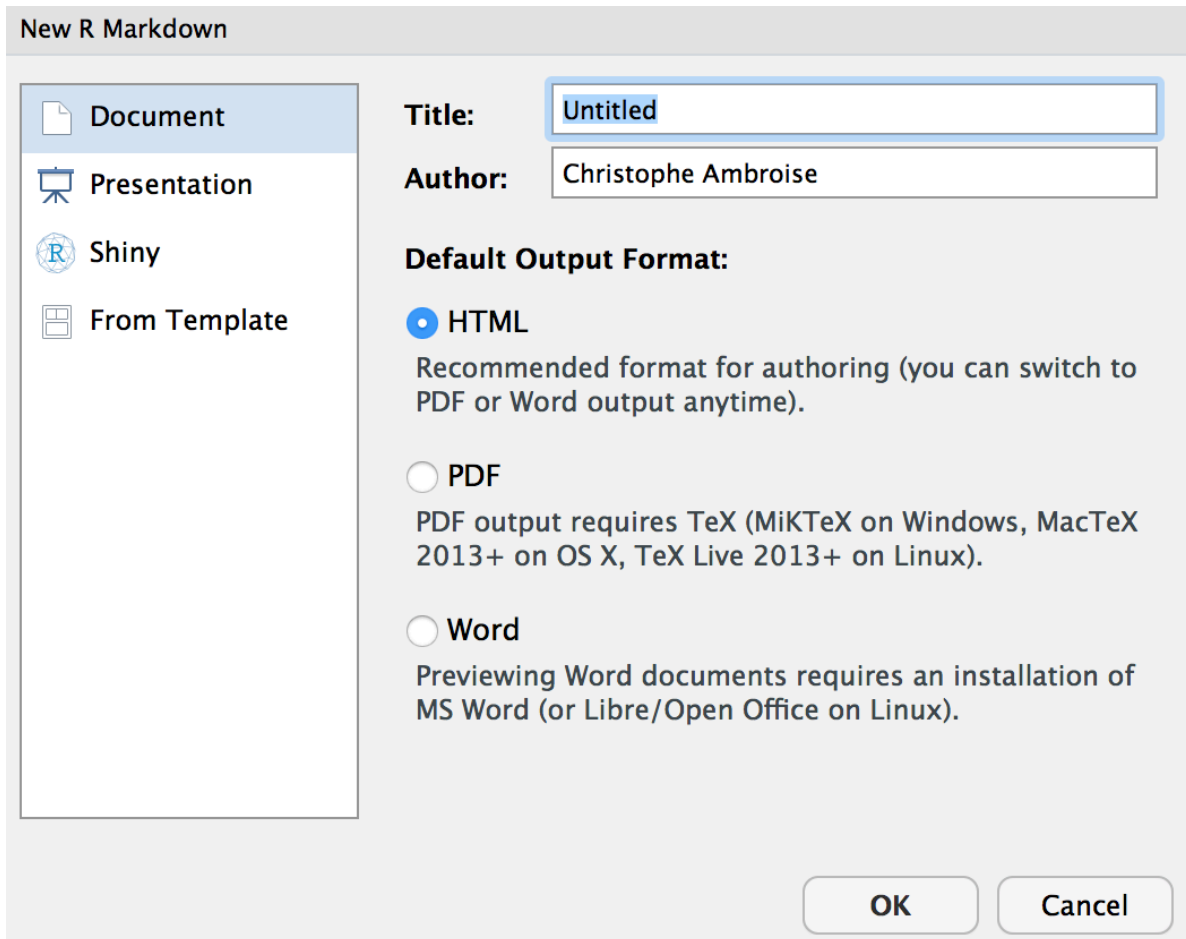 New R Markdown
Document
Presentation
R Shiny
From Template
Title: Untitled
Author: Christophe Ambroise
Default Output Format:
HTML
Recommended format for authoring (you can switch to
PDF or Word output anytime).
PDF
PDF output requires TeX (MiKTeX on Windows, MacTeX
2013+ on OS X, TeX Live 2013+ on Linux).
Word
Previewing Word documents requires an installation of
MS Word (or Libre/Open Office on Linux).
OK Cancel